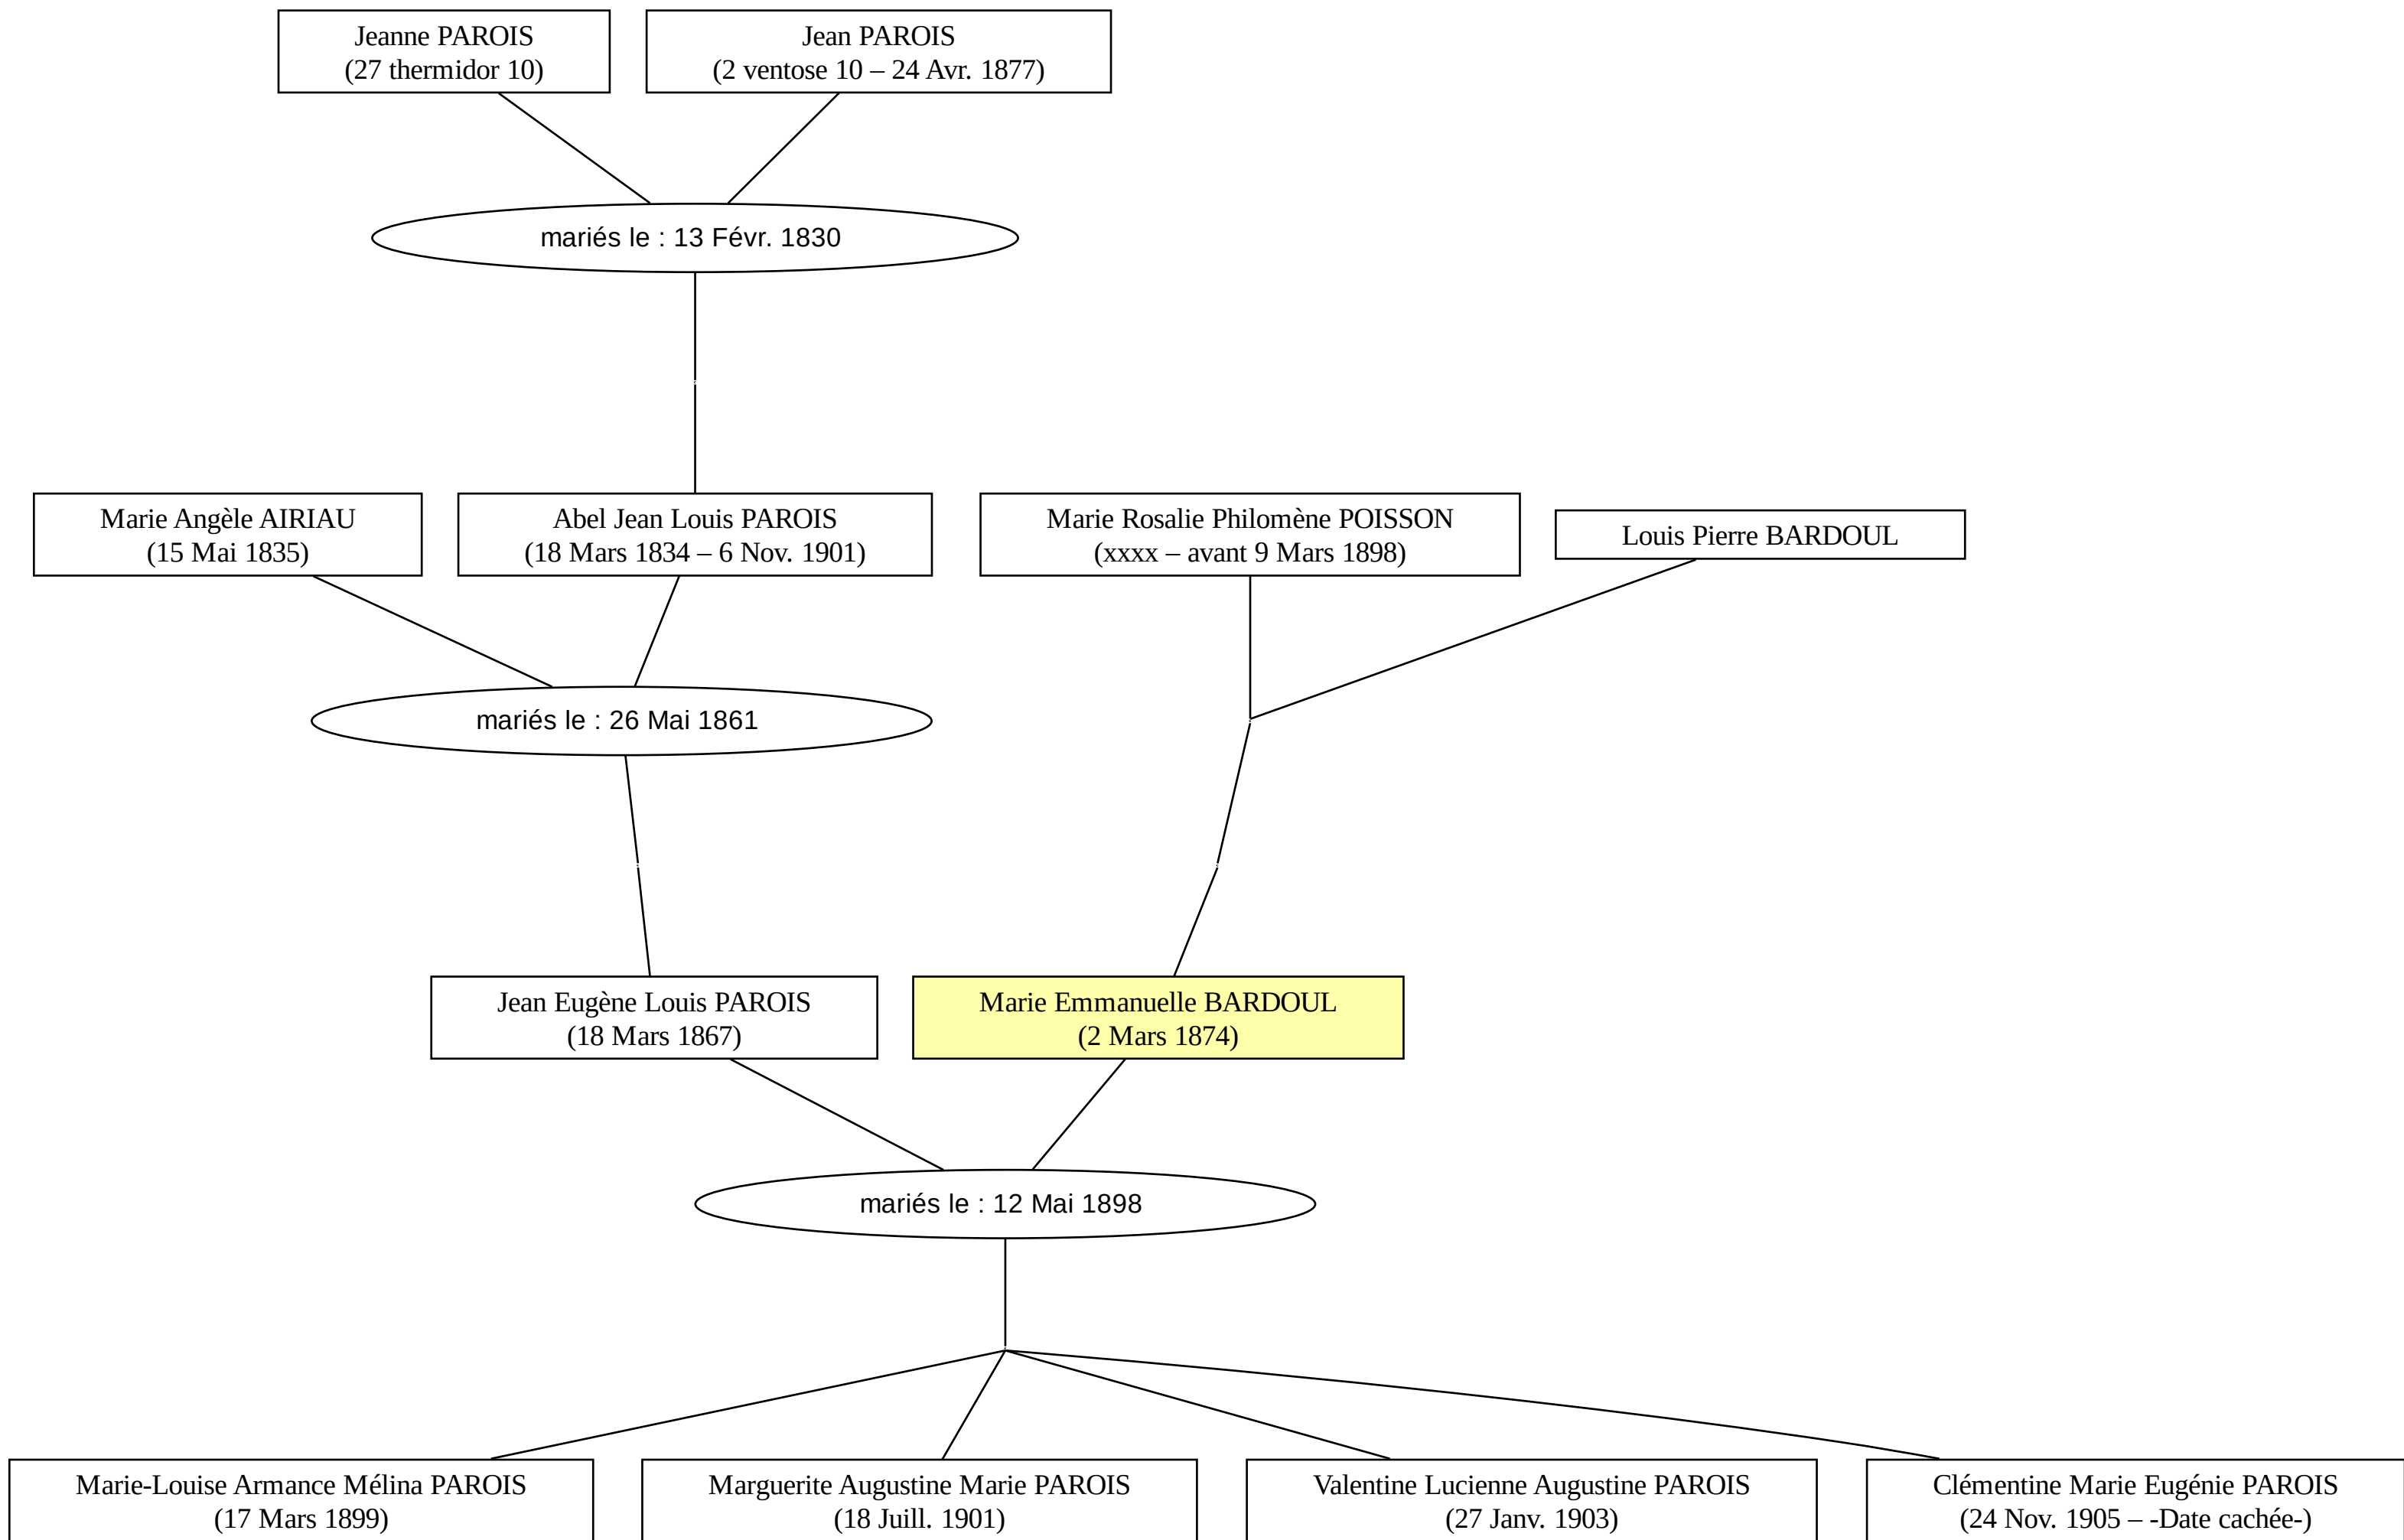 Jeanne PAROIS
(27 thermidor 10)
Jean PAROIS
(2 ventose 10 – 24 Avr. 1877)
mariés le : 13 Févr. 1830
Marie Angèle AIRIAU
(15 Mai 1835)
Abel Jean Louis PAROIS
(18 Mars 1834 – 6 Nov. 1901)
Marie Rosalie Philomène POISSON
(xxxx – avant 9 Mars 1898)
Louis Pierre BARDOUL
mariés le : 26 Mai 1861
Jean Eugène Louis PAROIS
(18 Mars 1867)
Marie Emmanuelle BARDOUL
(2 Mars 1874)
mariés le : 12 Mai 1898
Marie-Louise Armance Mélina PAROIS
(17 Mars 1899)
Marguerite Augustine Marie PAROIS
(18 Juill. 1901)
Valentine Lucienne Augustine PAROIS
(27 Janv. 1903)
Clémentine Marie Eugénie PAROIS
(24 Nov. 1905 – -Date cachée-)